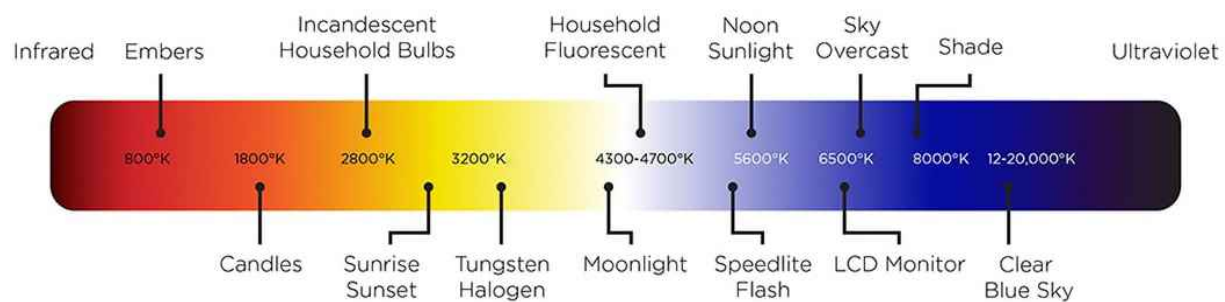 Infrared
Embers
Incandescent
Household Bulbs
Household
Fluorescent
Noon
Sunlight
Sky
Overcast
Shade
Ultraviolet
800°K
1800°K
2800°K
3200°K
4300-4700°K
5600°K
6500°K
8000°K
12-20,000°K
Candles
Sunrise
Sunset
Tungsten
Halogen
Moonlight
Speedlite
Flash
LCD Monitor
Clear
Blue Sky